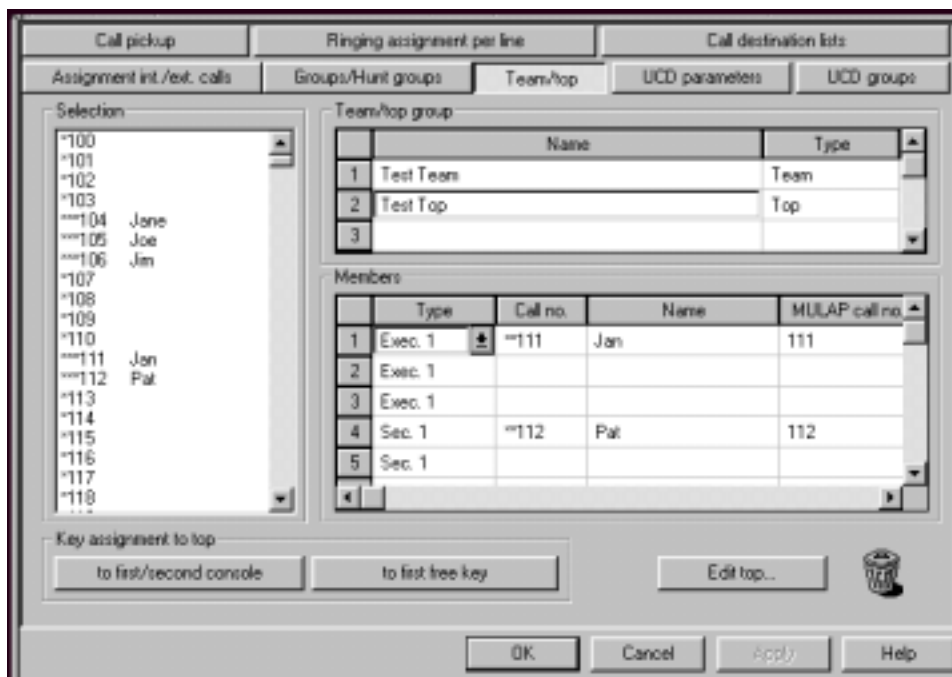 Call pickup Ringing assignment per line Call destination lists
Assignment int./ext. calls Groups/Hunt groups Team/top UCD parameters UCD groups
Selection
*100
*101
*102
*103
***104 Jane
***105 Joe
***106 Jim
*107
*108
*109
*110
***111 Jan
***112 Pat
*113
*114
*115
*116
*117
*118
Team/top group
Name Type
1 Test Team Team
2 Test Top Top
3
Members
Type Call no. Name MULAP call no.
1 Exec. 1 **111 Jan 111
2 Exec. 1
3 Exec. 1
4 Sec. 1 **112 Pat 112
5 Sec. 1
Key assignment to top
to first/second console to first free key Edit top...
OK Cancel Apply Help